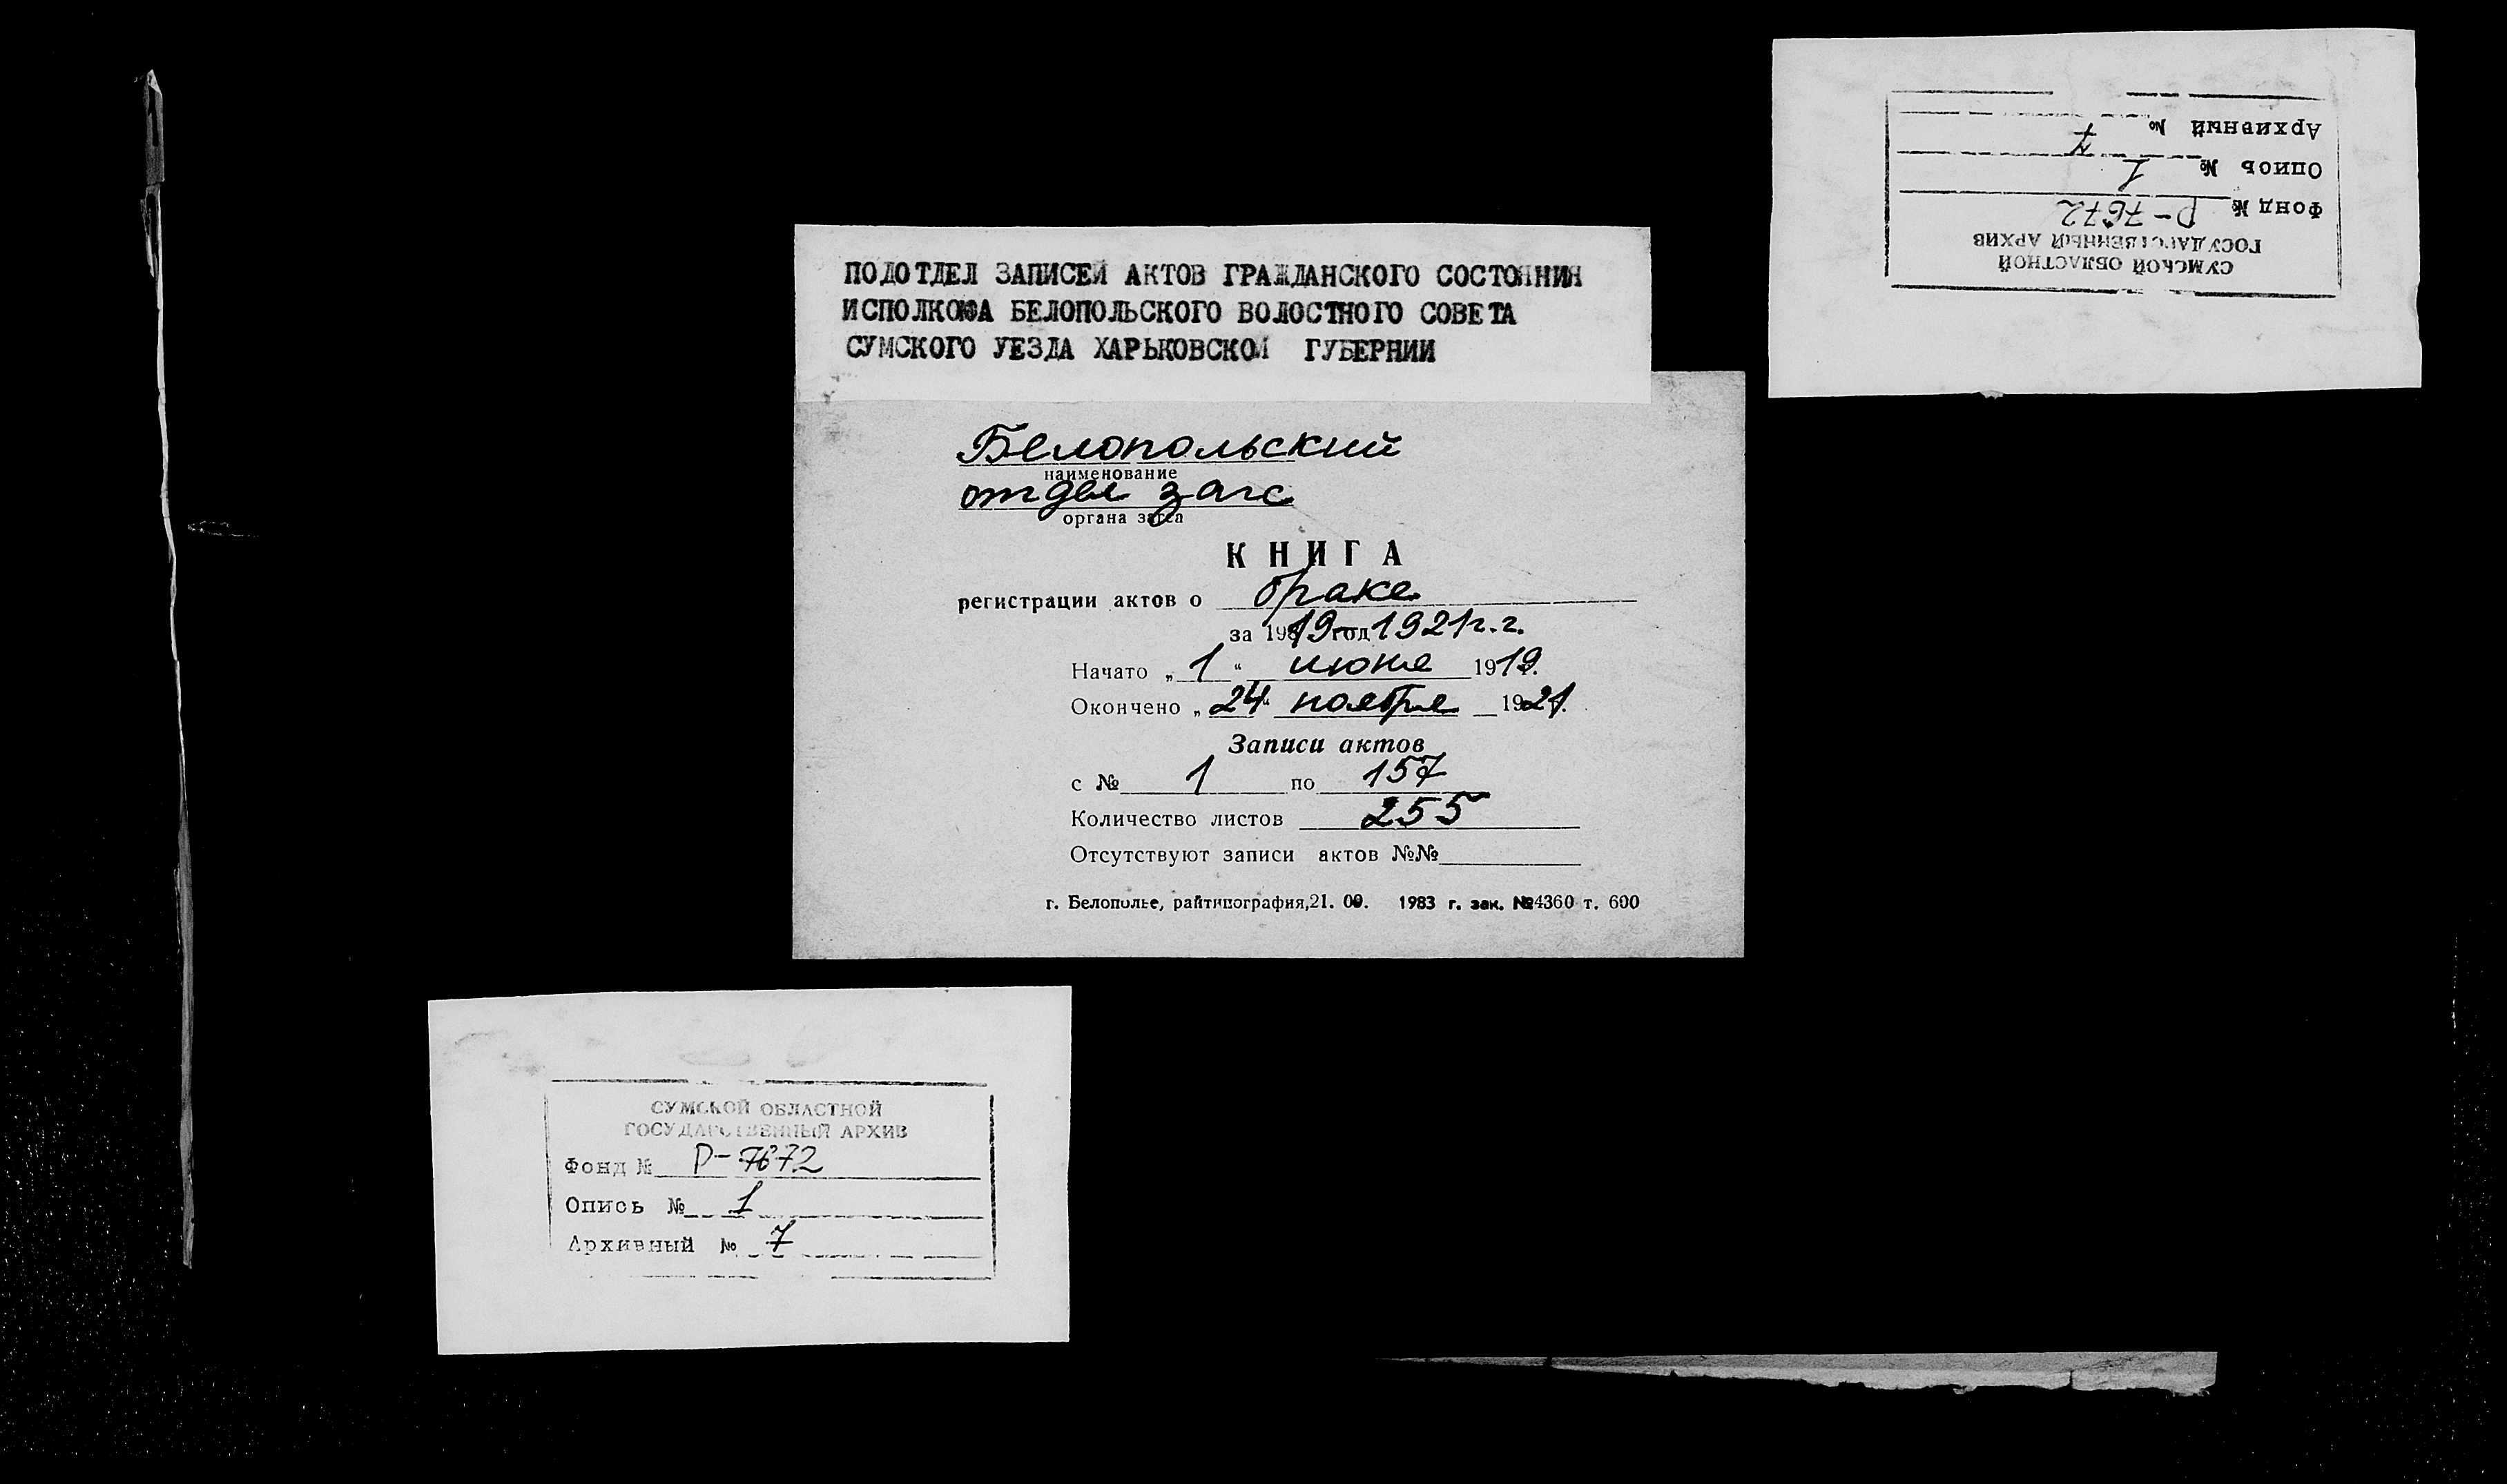 Архивный № 7
Опись № 1
Фонд № Р-7672
ГОСУДАРСТВЕННЫЙ АРХИВ
СУМСКОЙ ОБЛАСТНОЙ
ПОДОТДЕЛ ЗАПИСЕЙ АКТОВ ГРАЖДАНСКОГО СОСТОЯНИЯ
ИСПОЛКОМА БЕЛОПОЛЬСКОГО ВОЛОСТНОГО СОВЕТА
СУМСКОГО УЕЗДА ХАРЬКОВСКОЙ ГУБЕРНИИ
Белопольский
наименование
отдел загс
органа загса
КНИГА
регистрации актов о браке
за 1919 год-1921 г.г.
Начато „1“ июня 1919.
Окончено „24“ ноября 1921.
Записи актов
с № 1 по 157
Количество листов 255
Отсутствуют записи актов №№
г. Белополье, райтипография, 21. 09. 1983 г. зак. №4360 т. 600
СУМСКОЙ ОБЛАСТНОЙ
ГОСУДАРСТВЕННЫЙ АРХИВ
Фонд № Р-7672
Опись № 1
Архивный № 7